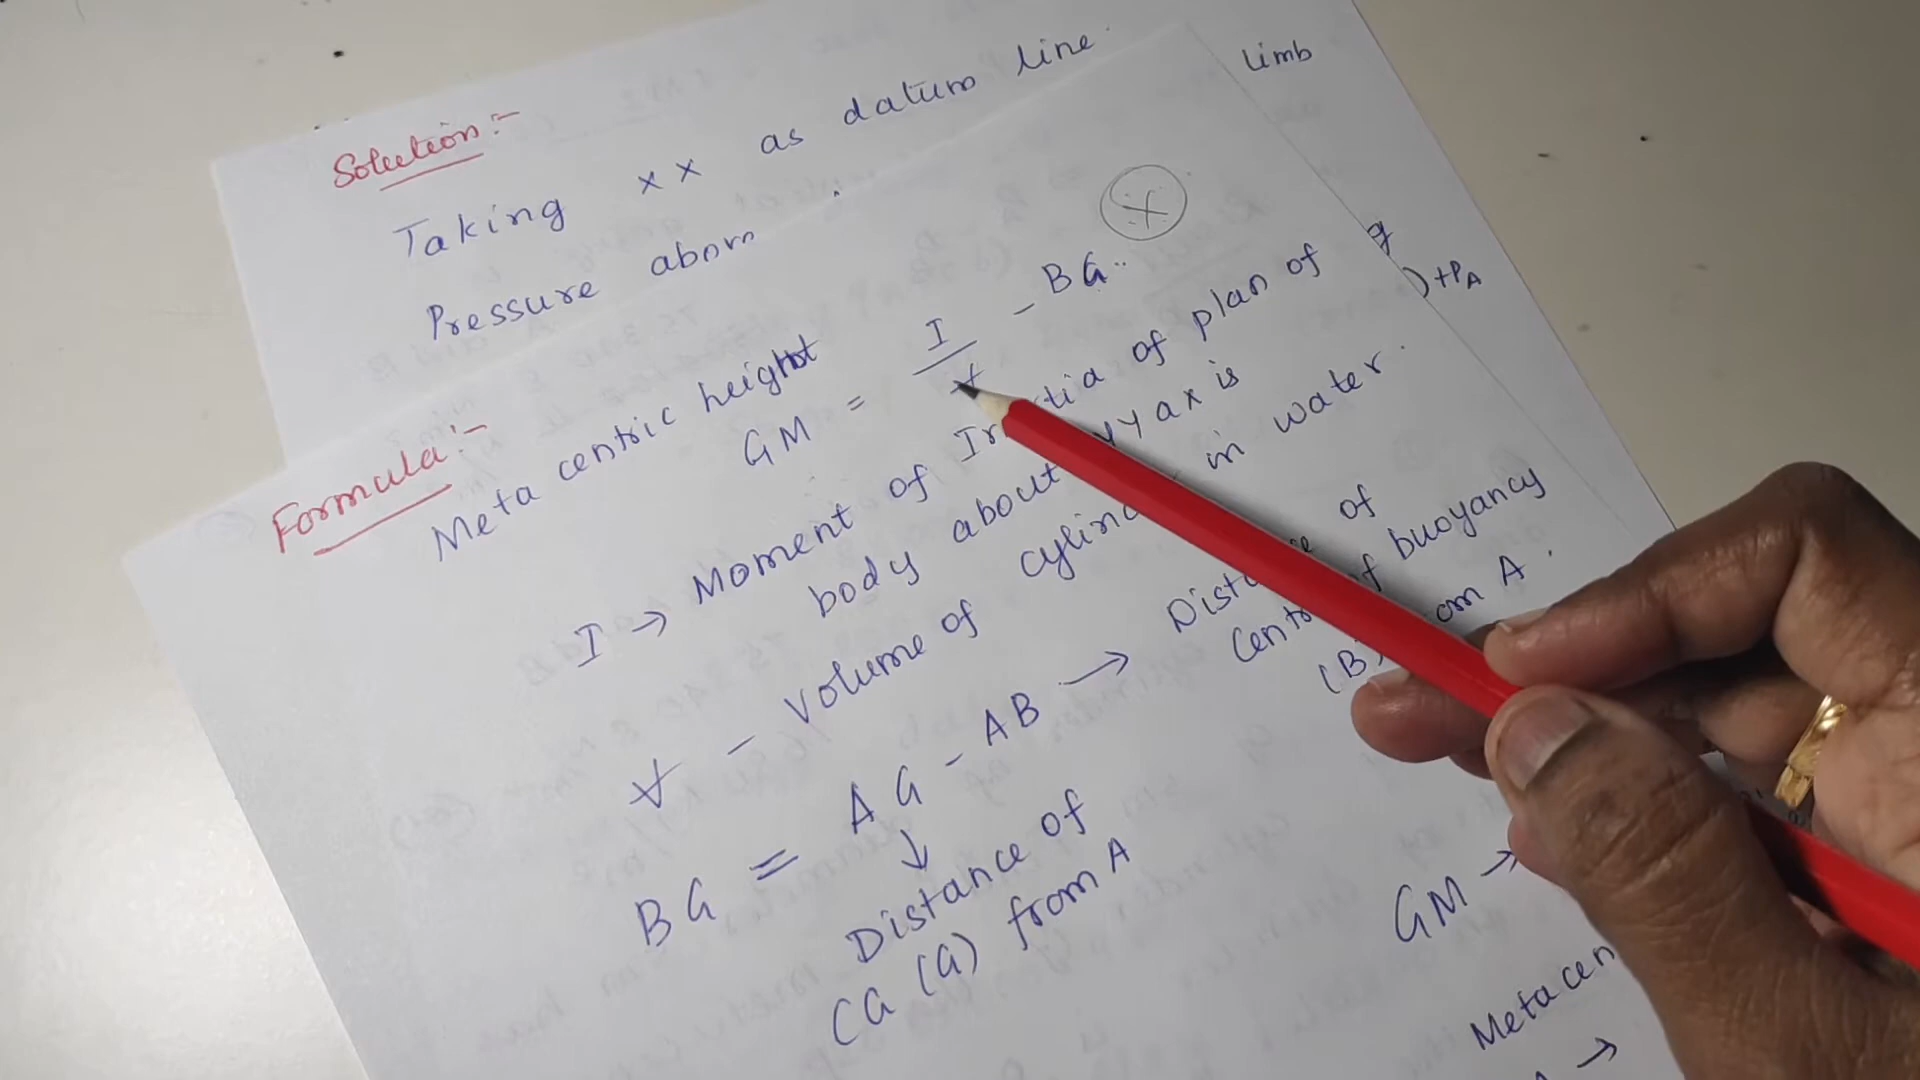 Solution:-
Taking xx as datum line.
Pressure above
limb
)+PA
Formula:-
Meta centric height
GM = I/V - BG
I → Moment of Inertia of plan of
body about yy axis
V - Volume of cylinder in water.
BG = AG - AB → Distance of
Centre of buoyancy
(B) from A.
↓
Distance of
CG (G) from A
GM →
Meta cen
→